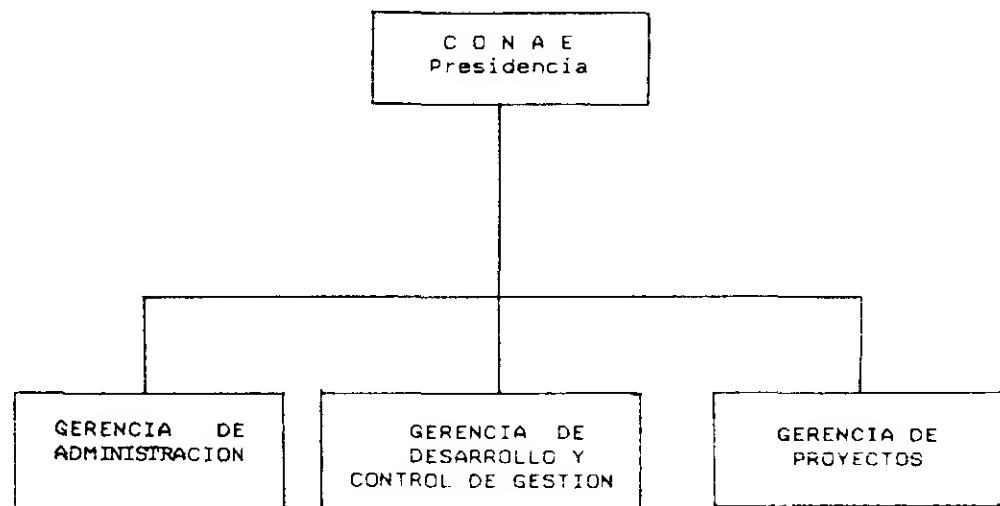 C O N A E
Presidencia
GERENCIA DE
ADMINISTRACION
GERENCIA DE
DESARROLLO Y
CONTROL DE GESTION
GERENCIA DE
PROYECTOS